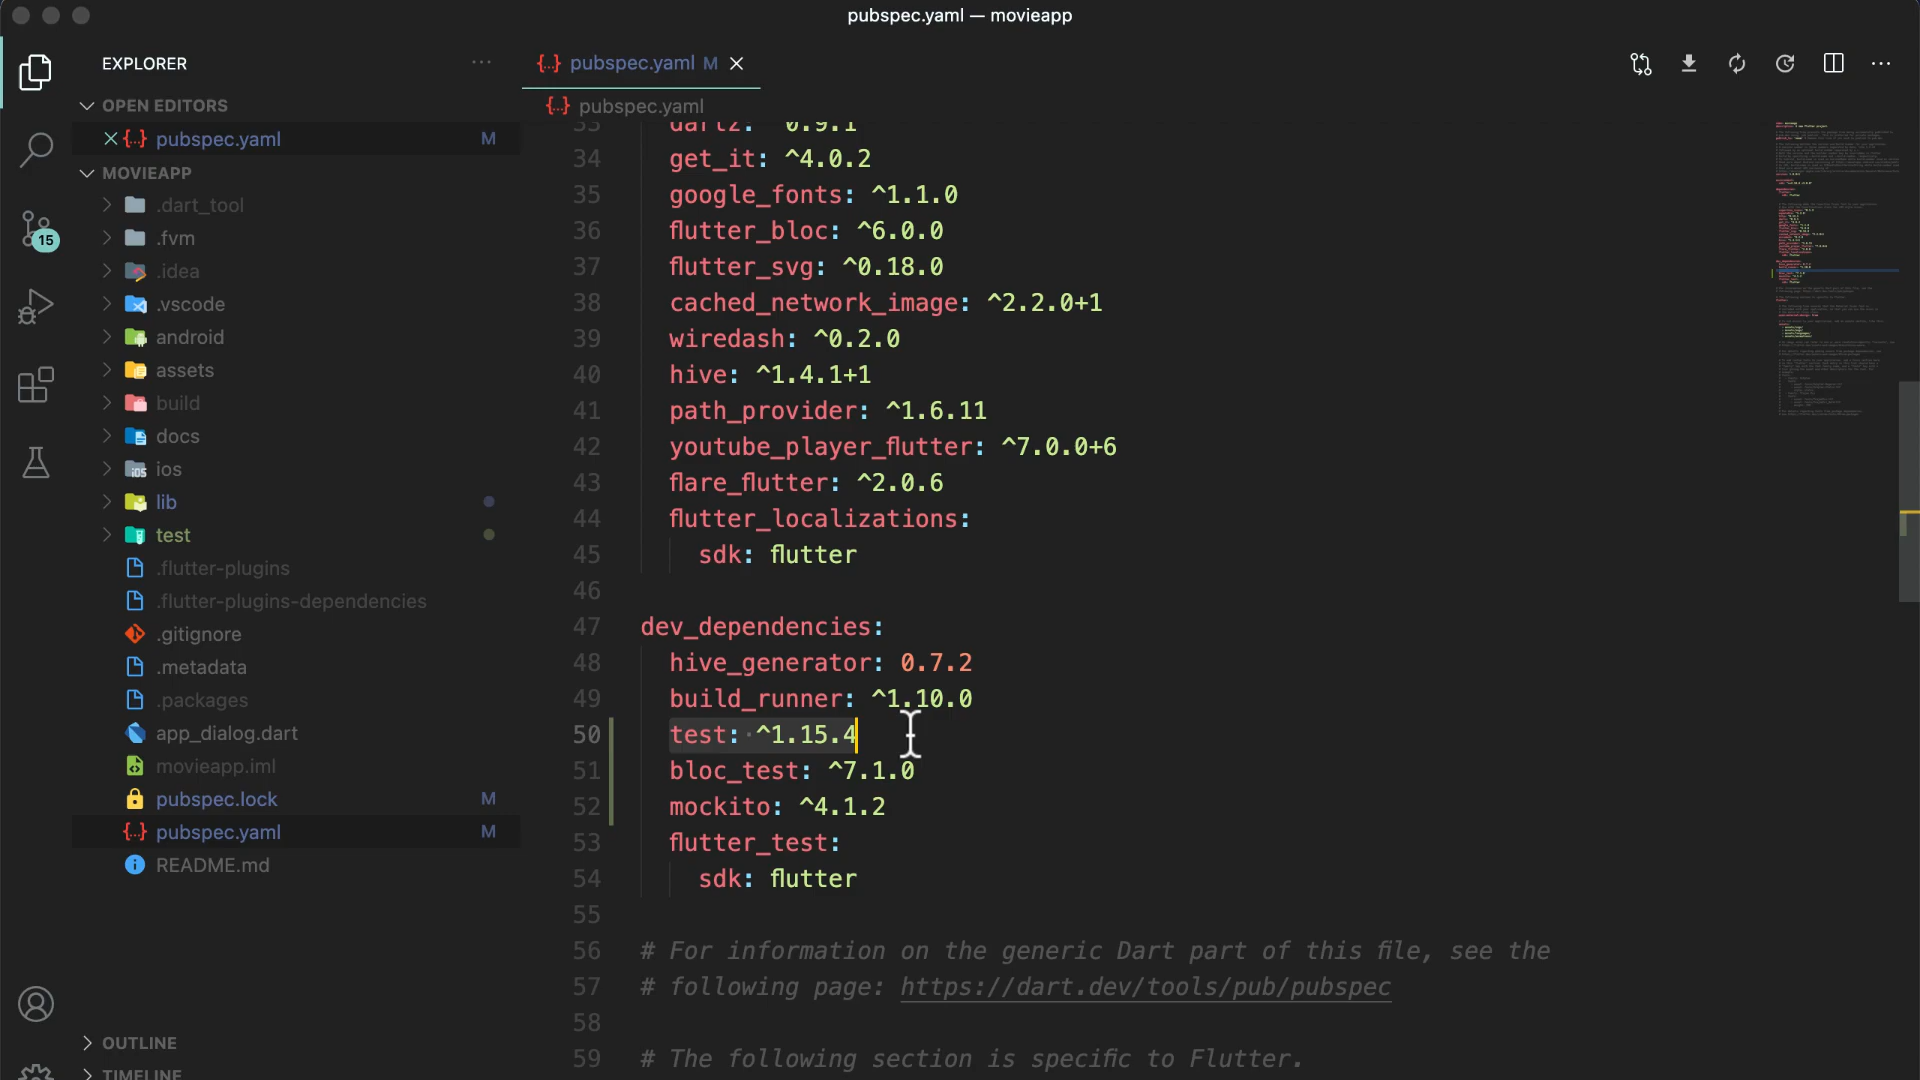 pubspec.yaml — movieapp
EXPLORER
OPEN EDITORS
pubspec.yaml M
MOVIEAPP
.dart_tool
.fvm
.idea
.vscode
android
assets
build
docs
ios
lib
test
.flutter-plugins
.flutter-plugins-dependencies
.gitignore
.metadata
.packages
app_dialog.dart
movieapp.iml
pubspec.lock M
pubspec.yaml M
README.md
OUTLINE
TIMELINE
15
{..} pubspec.yaml M
{..} pubspec.yaml
33 dartz: ^0.9.1
34 get_it: ^4.0.2
35 google_fonts: ^1.1.0
36 flutter_bloc: ^6.0.0
37 flutter_svg: ^0.18.0
38 cached_network_image: ^2.2.0+1
39 wiredash: ^0.2.0
40 hive: ^1.4.1+1
41 path_provider: ^1.6.11
42 youtube_player_flutter: ^7.0.0+6
43 flare_flutter: ^2.0.6
44 flutter_localizations:
45 sdk: flutter
46
47 dev_dependencies:
48 hive_generator: 0.7.2
49 build_runner: ^1.10.0
50 test: ^1.15.4
51 bloc_test: ^7.1.0
52 mockito: ^4.1.2
53 flutter_test:
54 sdk: flutter
55
56 # For information on the generic Dart part of this file, see the
57 # following page: https://dart.dev/tools/pub/pubspec
58
59 # The following section is specific to Flutter.